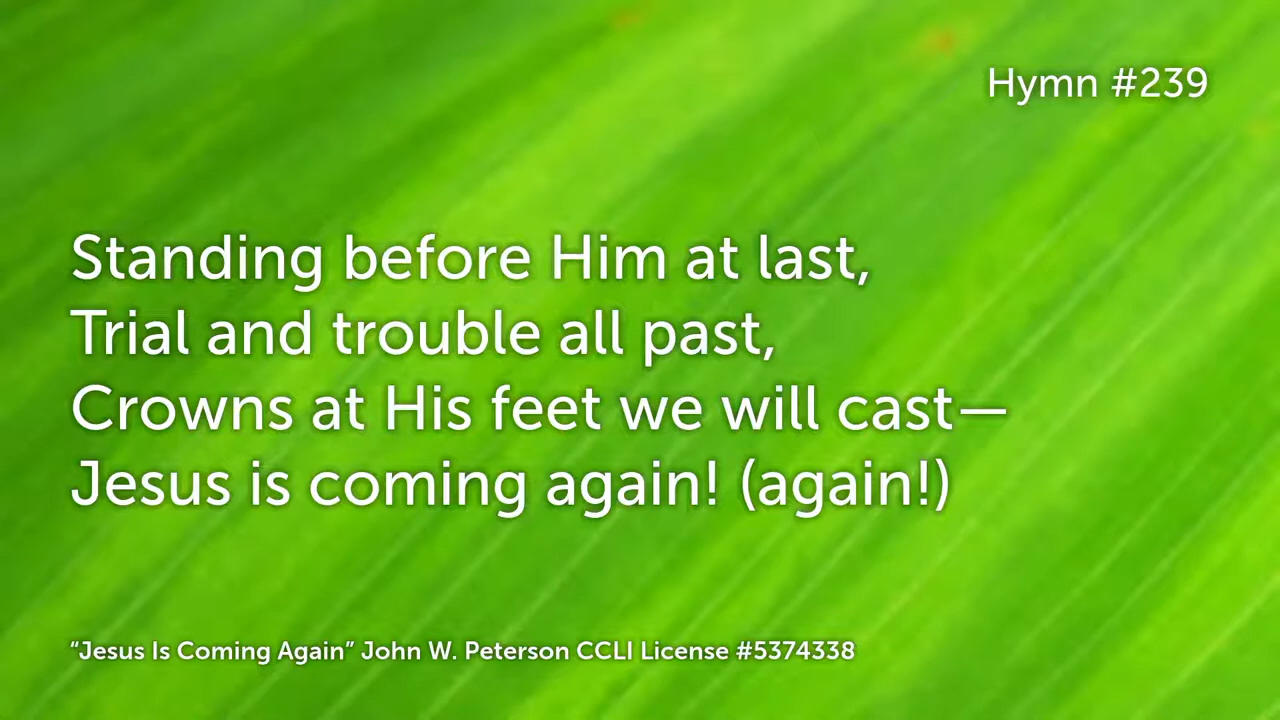 Hymn #239
Standing before Him at last,
Trial and trouble all past,
Crowns at His feet we will cast—
Jesus is coming again! (again!)
“Jesus Is Coming Again” John W. Peterson CCLI License #5374338